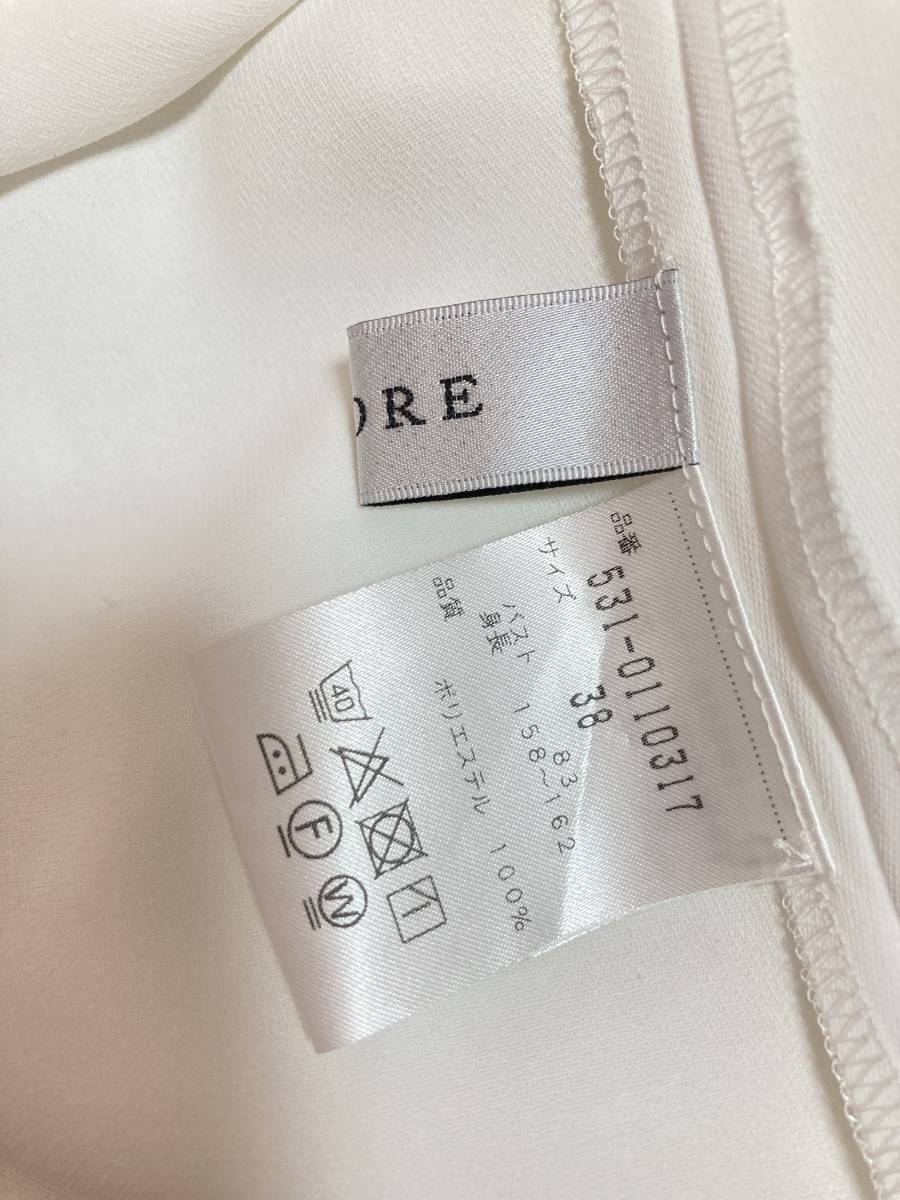 ORE
品番 531-0110317
サイズ 38
バスト 83
身長 158~162
品質 ポリエステル 100%
40
F
W